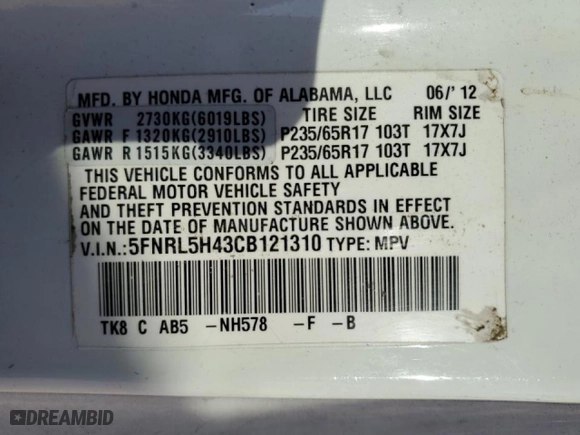 MFD. BY HONDA MFG. OF ALABAMA, LLC 06/' 12
GVWR 2730KG(6019LBS) TIRE SIZE RIM SIZE
GAWR F 1320KG(2910LBS) P235/65R17 103T 17X7J
GAWR R 1515KG(3340LBS) P235/65R17 103T 17X7J
THIS VEHICLE CONFORMS TO ALL APPLICABLE
FEDERAL MOTOR VEHICLE SAFETY
AND THEFT PREVENTION STANDARDS IN EFFECT
ON THE DATE OF MANUFACTURE SHOWN ABOVE.
V.I.N.:5FNRL5H43CB121310 TYPE: MPV
TK8 C AB5 -NH578 -F -B
DREAMBID